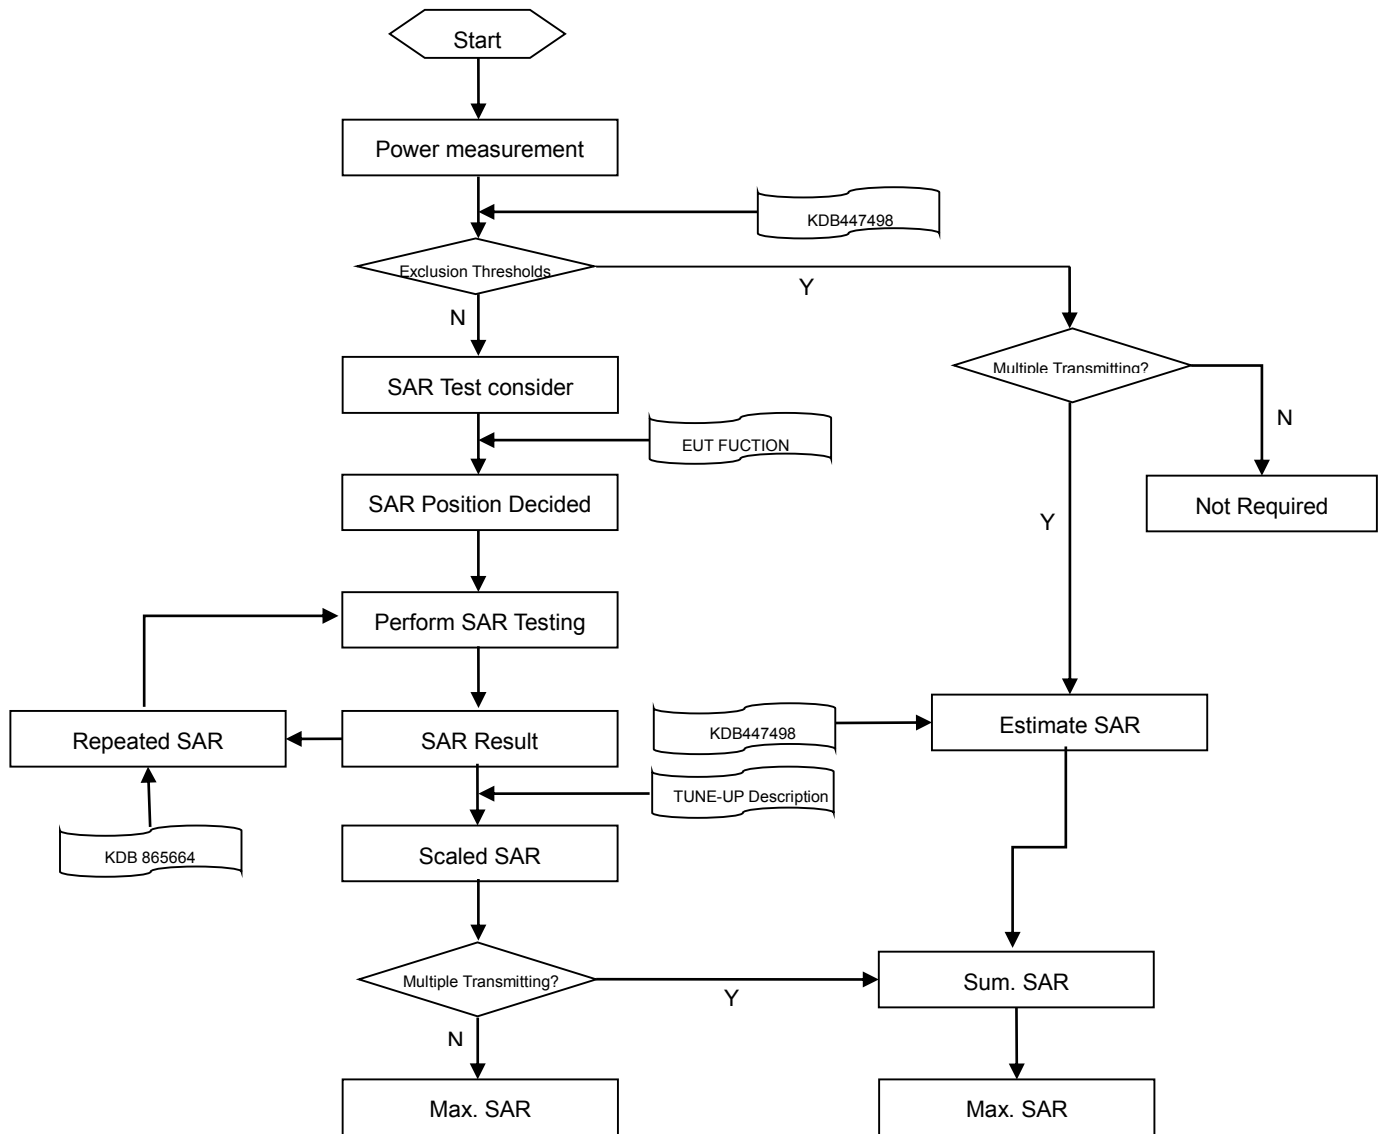 Start
Power measurement
KDB447498
Exclusion Thresholds
Y
N
Multiple Transmitting?
SAR Test consider
N
EUT FUCTION
SAR Position Decided
Not Required
Y
Perform SAR Testing
Repeated SAR
SAR Result
KDB447498
Estimate SAR
TUNE-UP Description
KDB 865664
Scaled SAR
Multiple Transmitting?
Y
Sum. SAR
N
Max. SAR
Max. SAR